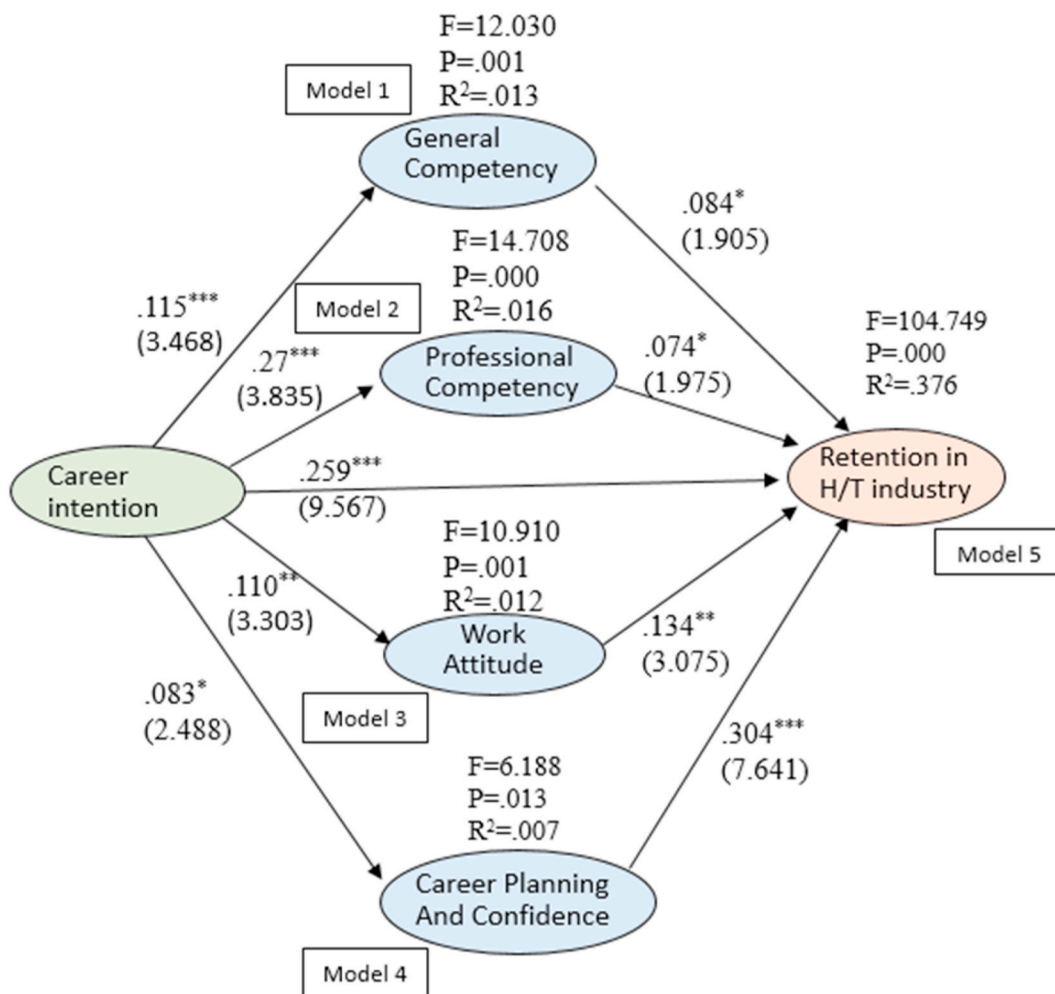 F=12.030
P=.001
R²=.013
Model 1
General
Competency
.084*
(1.905)
F=14.708
P=.000
R²=.016
Model 2
.115***
(3.468)
.27***
(3.835)
Professional
Competency
.074*
(1.975)
F=104.749
P=.000
R²=.376
Career
intention
.259***
(9.567)
Retention in
H/T industry
Model 5
F=10.910
P=.001
R²=.012
.110**
(3.303)
Work
Attitude
.134**
(3.075)
Model 3
.083*
(2.488)
.304***
(7.641)
F=6.188
P=.013
R²=.007
Career Planning
And Confidence
Model 4